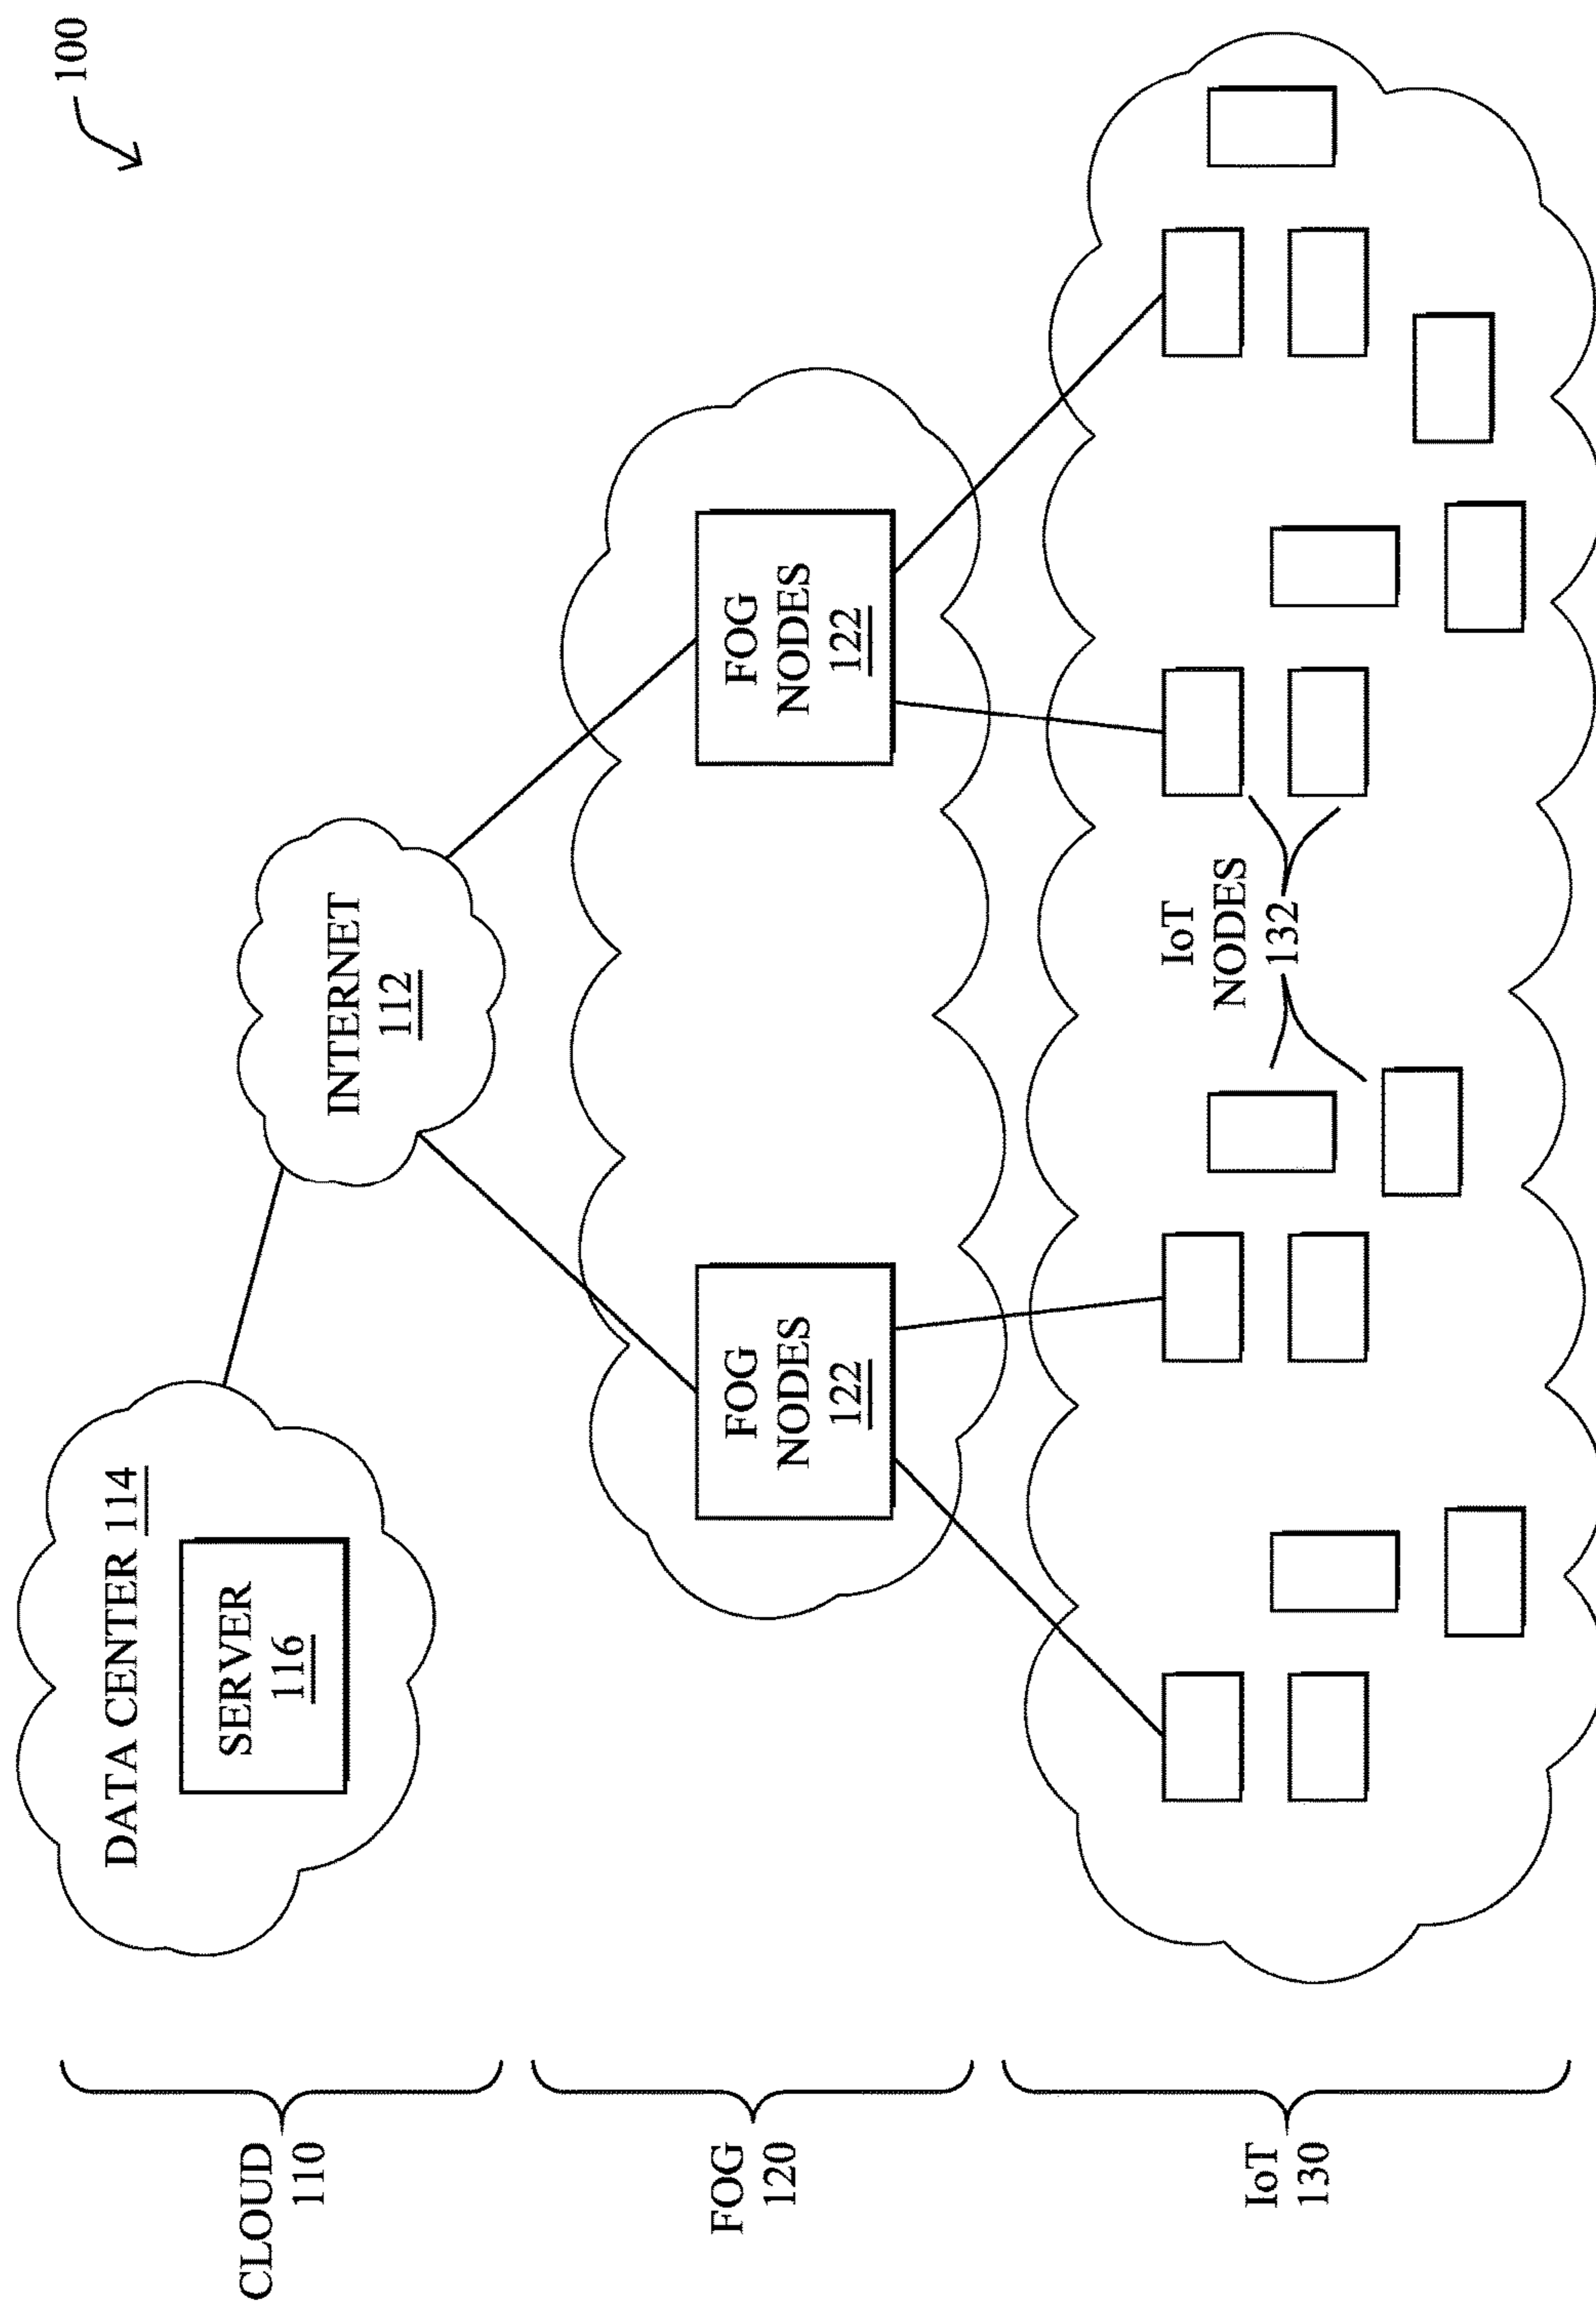 100
CLOUD
110
DATA CENTER 114
SERVER
116
INTERNET
112
FOG
120
FOG
NODES
122
FOG
NODES
122
IoT
130
IoT
NODES
132